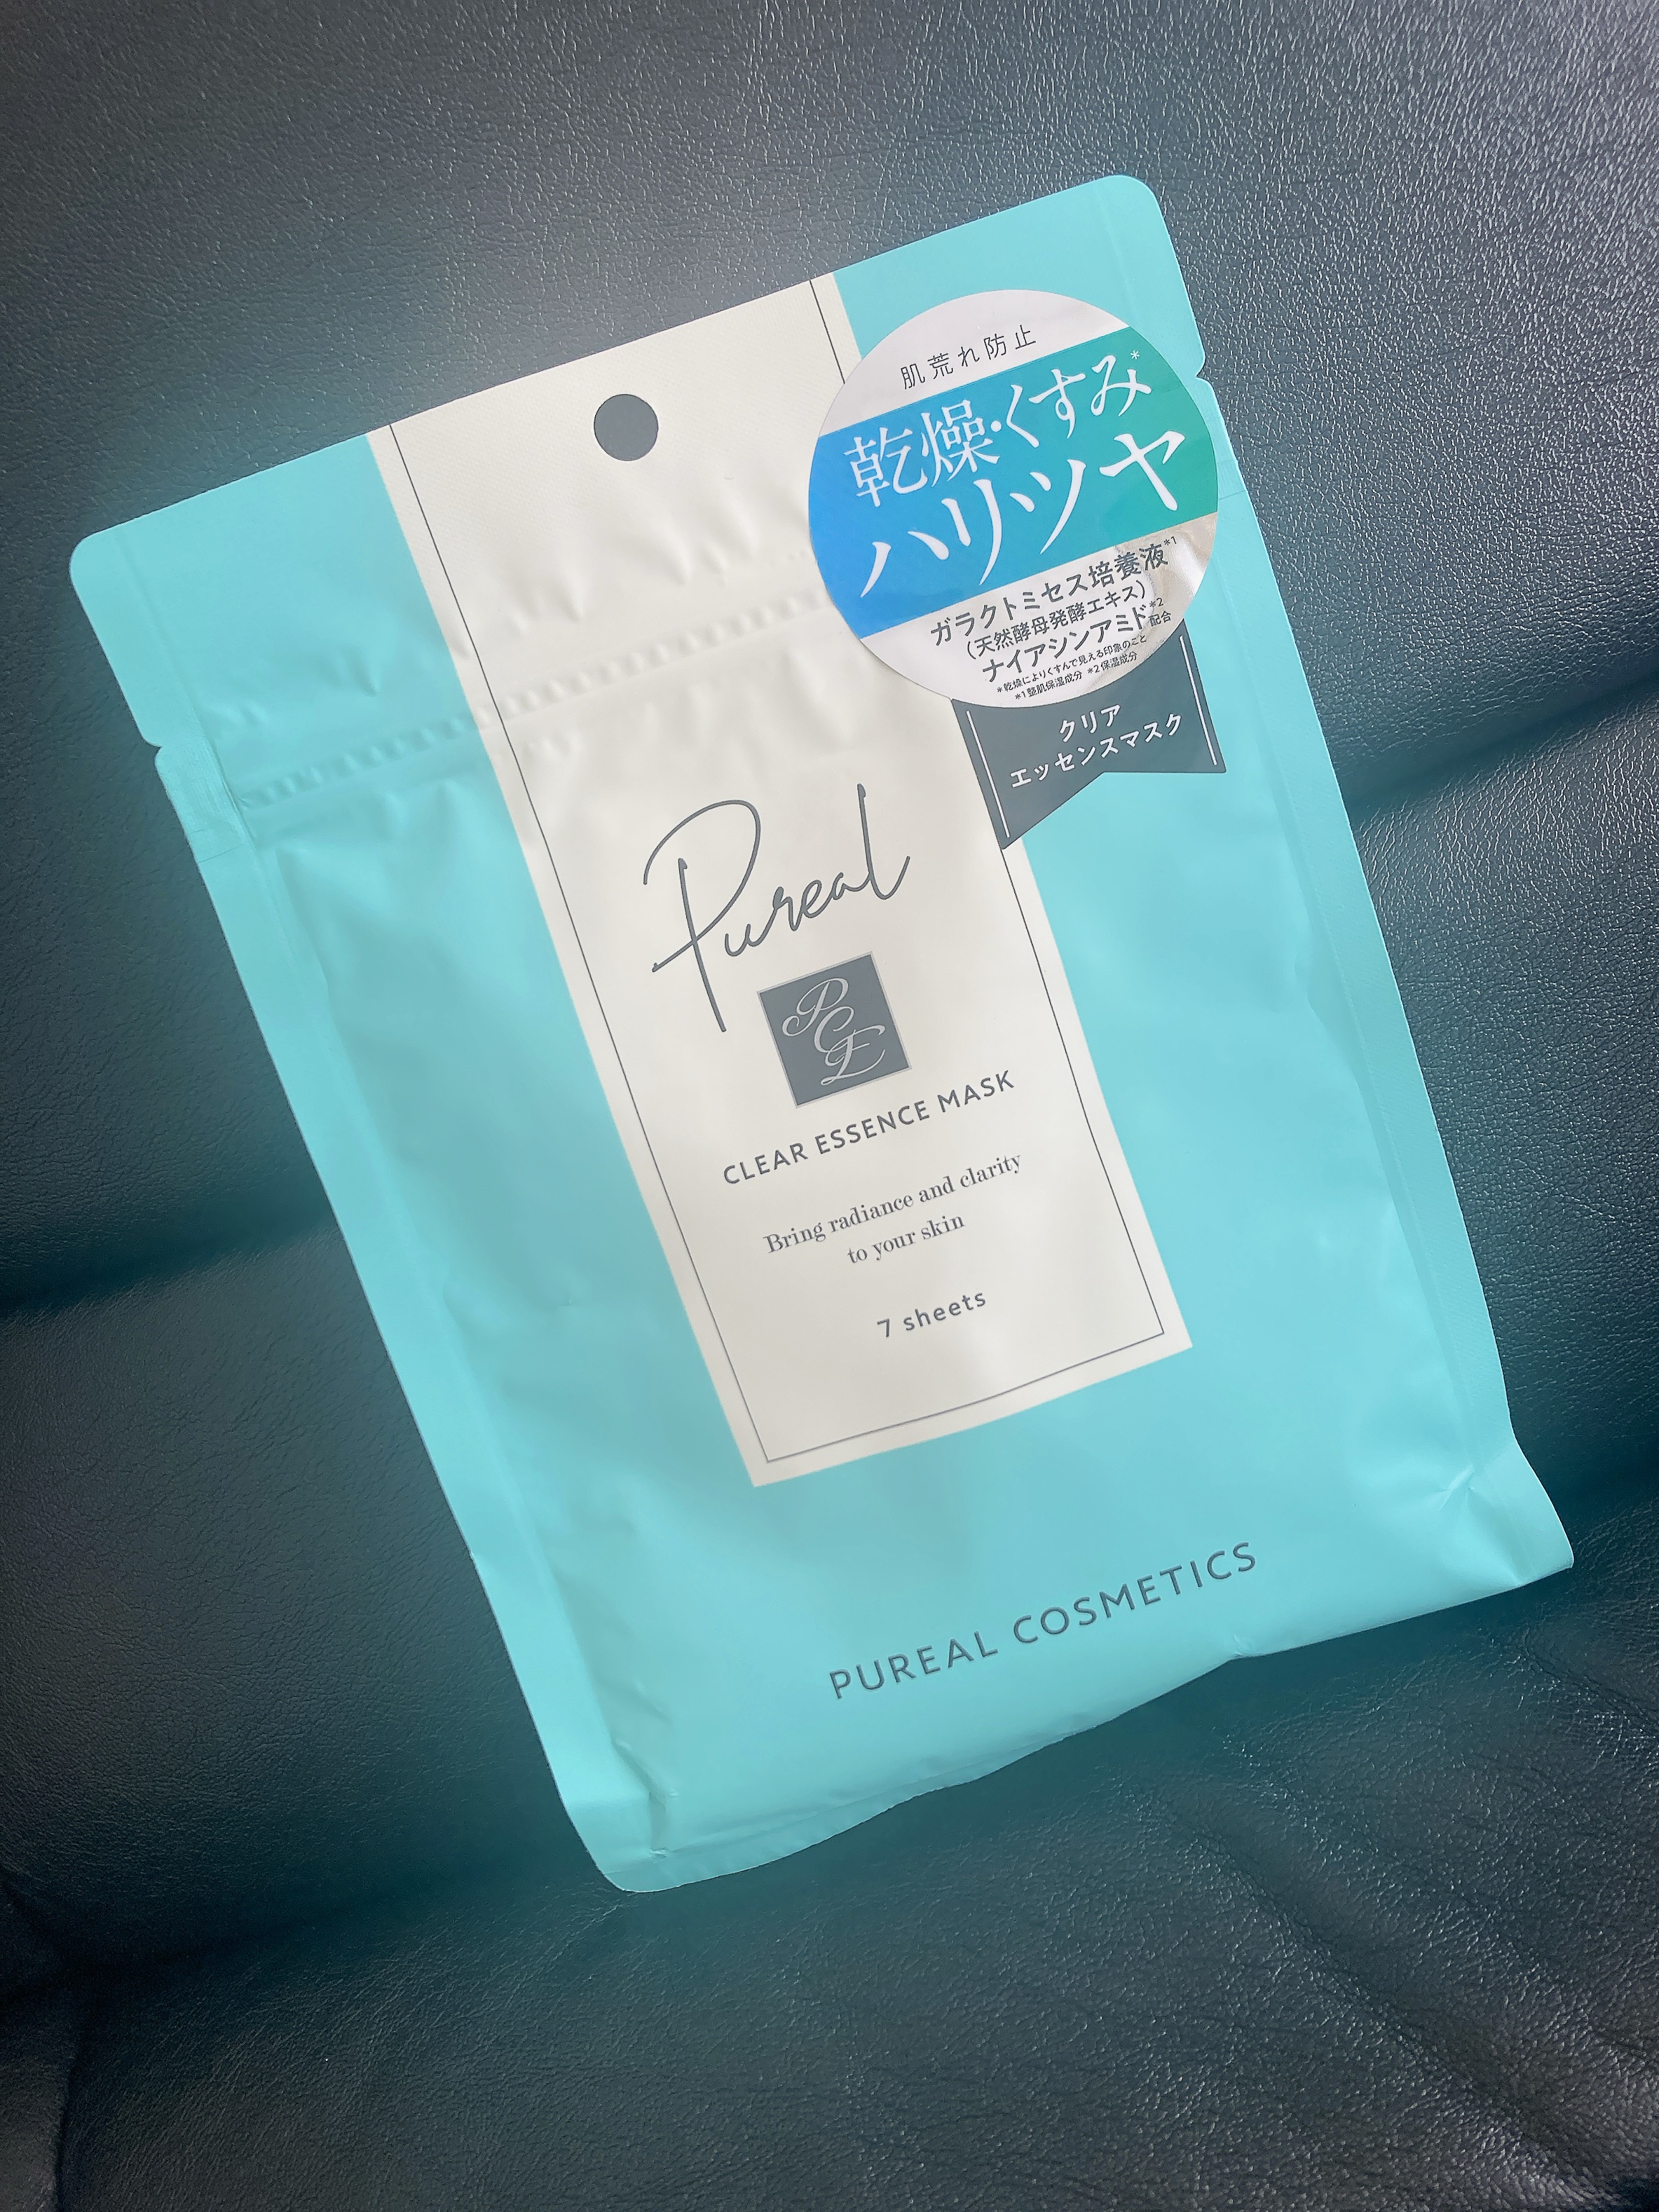 肌荒れ防止
乾燥・くすみ*
ハリ・ツヤ
ガラクトミセス培養液*1
(天然酵母発酵エキス)
ナイアシンアミド*2配合
*乾燥によりくすんで見える印象のこと
*1整肌保湿成分 *2保湿成分
クリア
エッセンスマスク
Pureal
PCE
CLEAR ESSENCE MASK
Bring radiance and clarity
to your skin
7 sheets
PUREAL COSMETICS